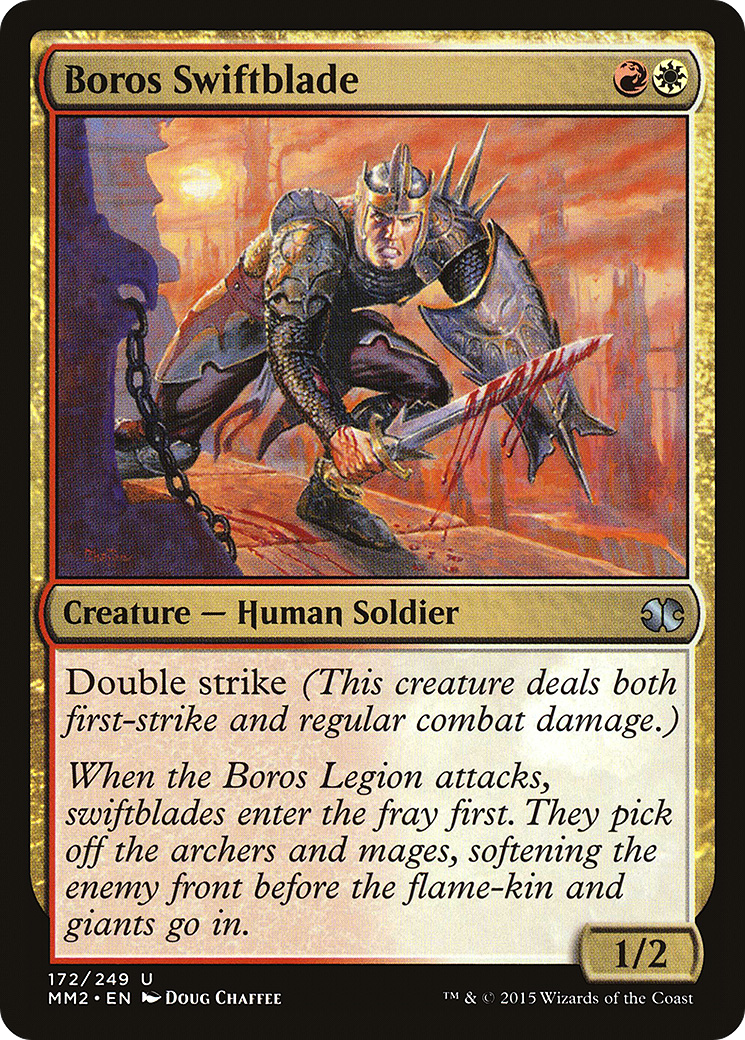 Boros Swiftblade
Creature — Human Soldier
Double strike (This creature deals both
first-strike and regular combat damage.)
When the Boros Legion attacks,
swiftblades enter the fray first. They pick
off the archers and mages, softening the
enemy front before the flame-kin and
giants go in.
1/2
172/249 U
MM2 • EN Doug Chaffee
™ & © 2015 Wizards of the Coast